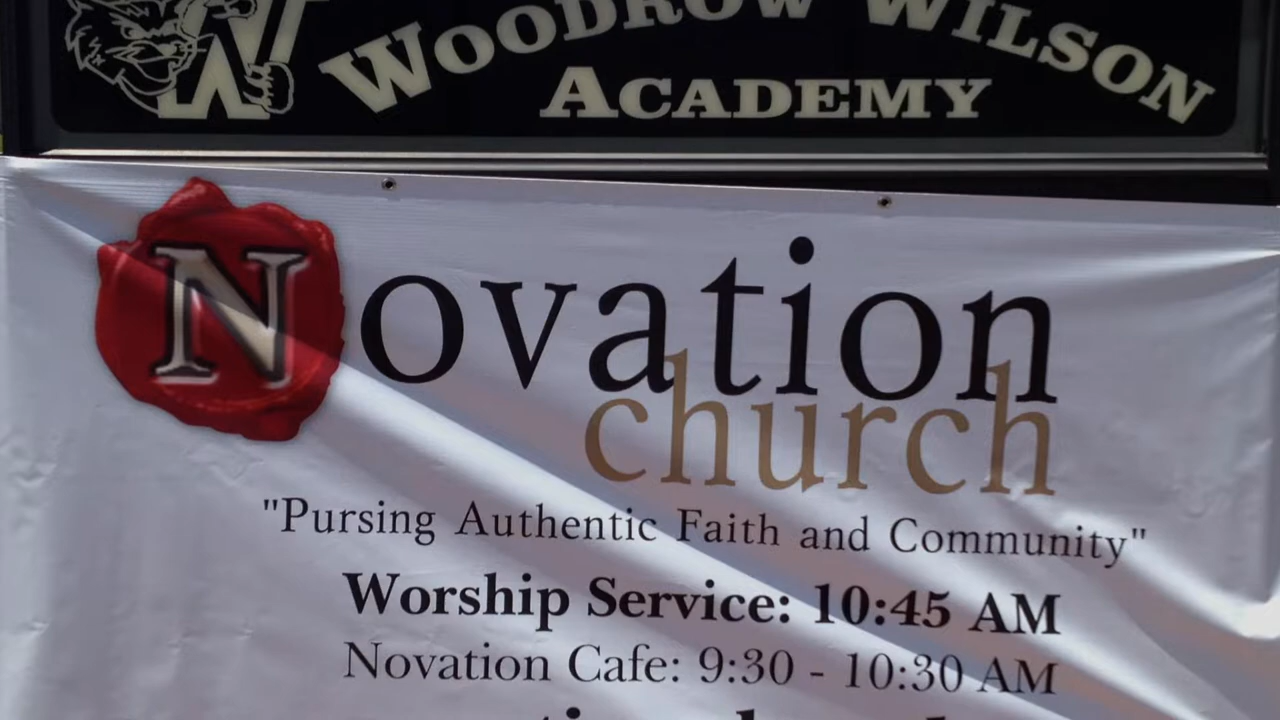 W
WOODROW WILSON
ACADEMY
Novation
church
"Pursing Authentic Faith and Community"
Worship Service: 10:45 AM
Novation Cafe: 9:30 - 10:30 AM